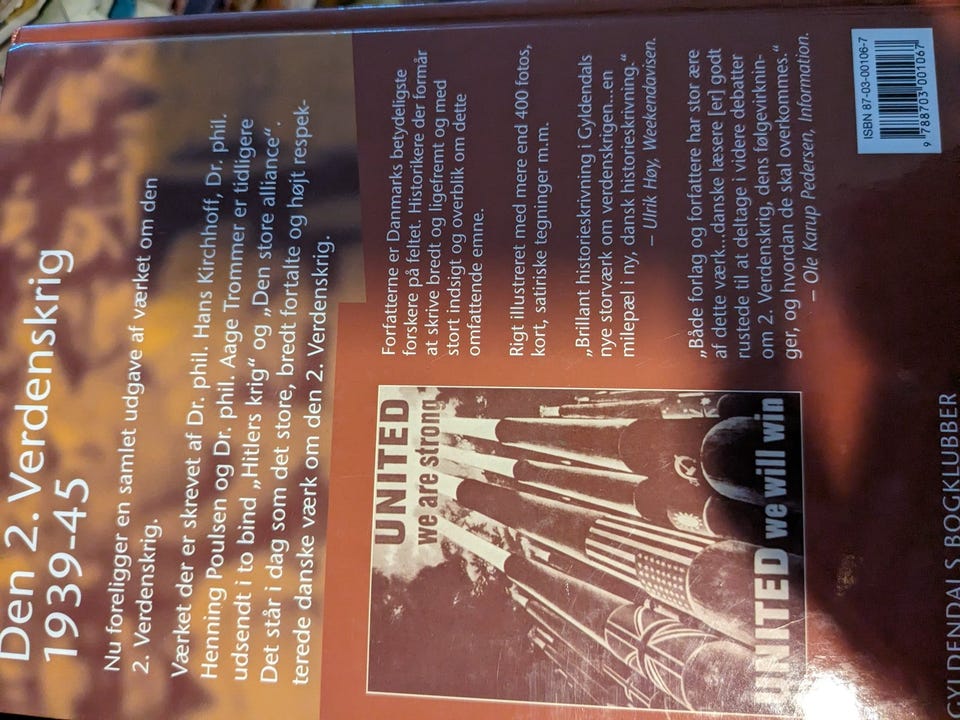 Den 2. Verdenskrig
1939-45
Nu foreligger en samlet udgave af værket om den
2. Verdenskrig.
Værket der er skrevet af Dr. phil. Hans Kirchhoff, Dr. phil.
Henning Poulsen og Dr. phil. Aage Trommer er tidligere
udsendt i to bind „Hitlers krig“ og „Den store alliance“.
Det står i dag som det store, bredt fortalte og højt respek-
terede danske værk om den 2. Verdenskrig.
UNITED
we are strong
UNITED we will win
Forfatterne er Danmarks betydeligste
forskere på feltet. Historikere der formår
at skrive bredt og ligefremt og med
stort indsigt og overblik om dette
omfattende emne.
Rigt illustreret med mere end 400 fotos,
kort, satiriske tegninger m.m.
„Brillant historieskrivning i Gyldendals
nye storværk om verdenskrigen...en
milepæl i ny, dansk historieskrivning.“
– Ulrik Høy, Weekendavisen.
„Både forlag og forfattere har stor ære
af dette værk...danske læsere [er] godt
rustede til at deltage i videre debatter
om 2. Verdenskrig, dens følgevirknin-
ger, og hvordan de skal overkommes.“
– Ole Karup Pedersen, Information.
ISBN 87-03-00106-7
9 788703 001067
GYLDENDALS BOGKLUBBER